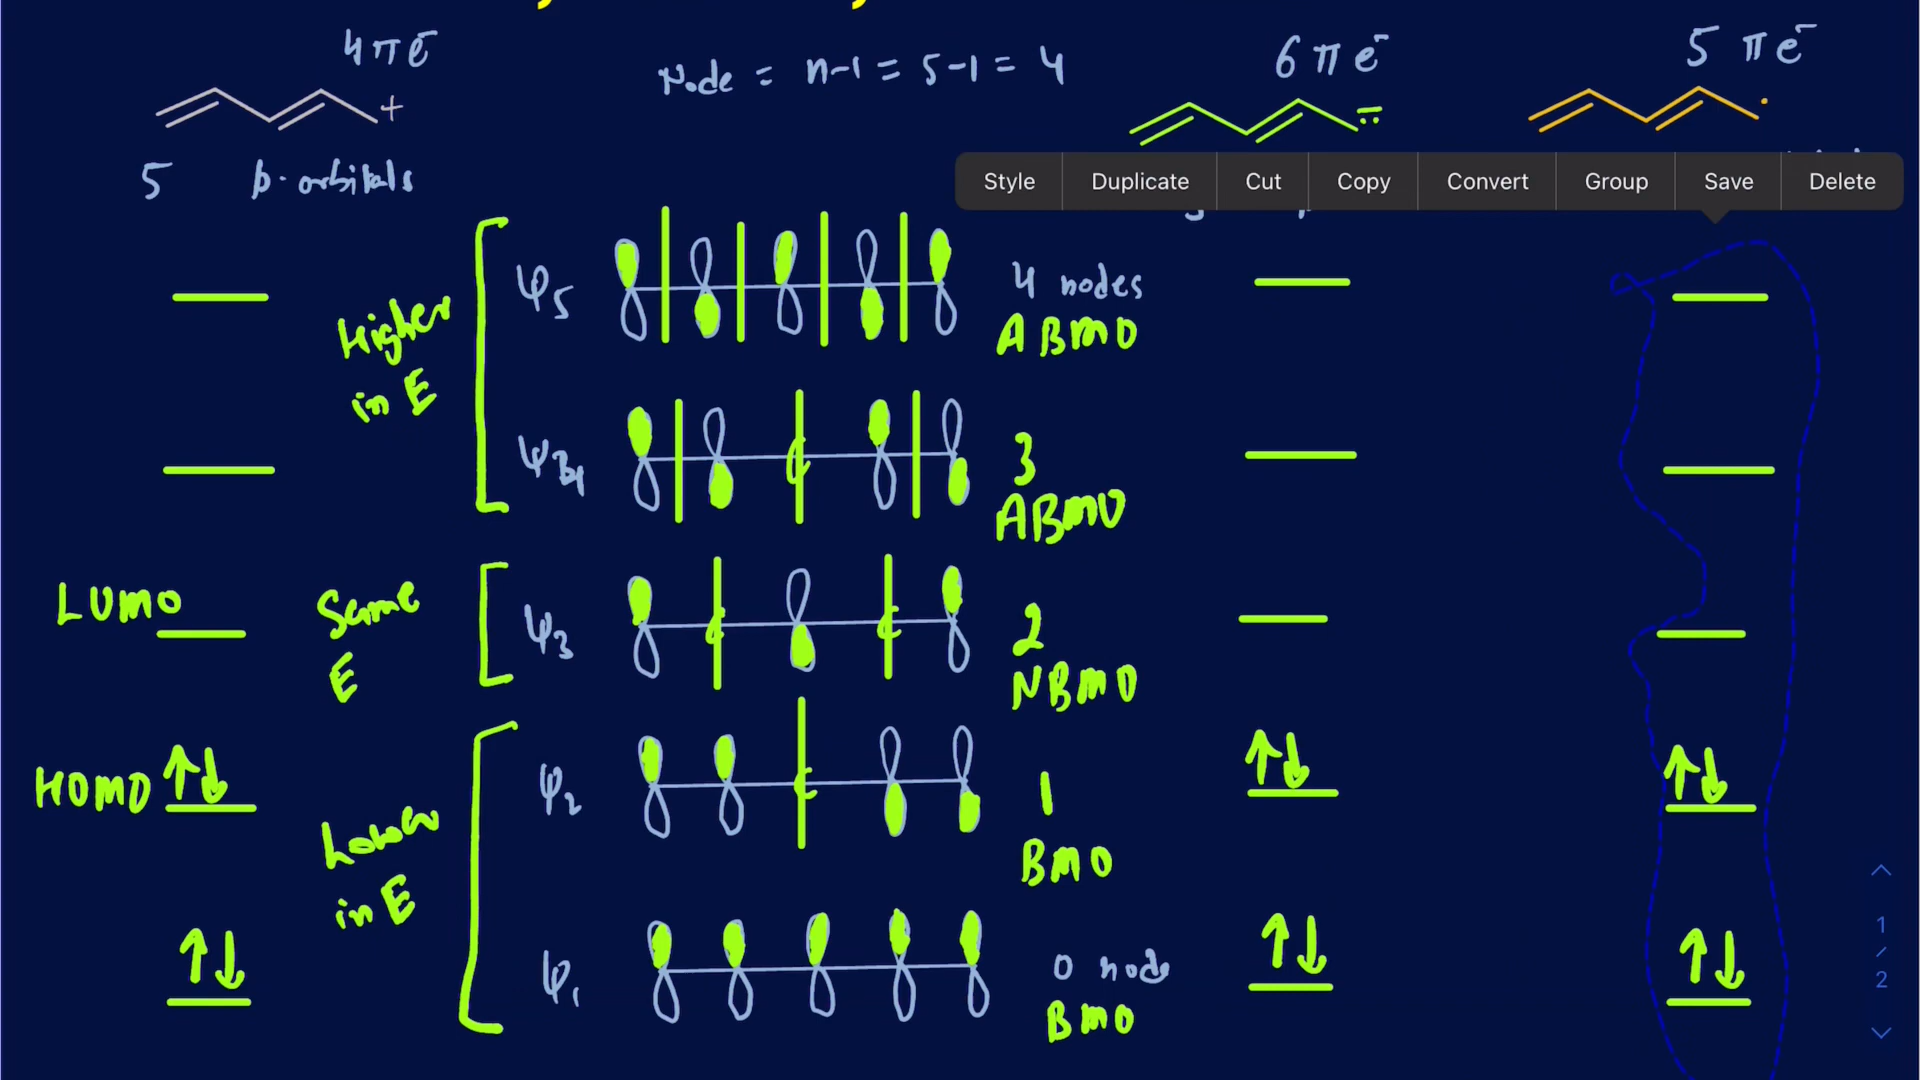 4πe⁻
Node = n-1 = 5-1 = 4
6πe⁻
5 πe⁻
+
5 p-orbitals
Style Duplicate Cut Copy Convert Group Save Delete
Higher in E
ψ5
4 nodes
ABMO
ψ4
3
ABMO
LUMO
Same E
ψ3
2
NBMO
HOMO
Lower in E
ψ2
1
BMO
ψ1
0 node
BMO
1
/
2